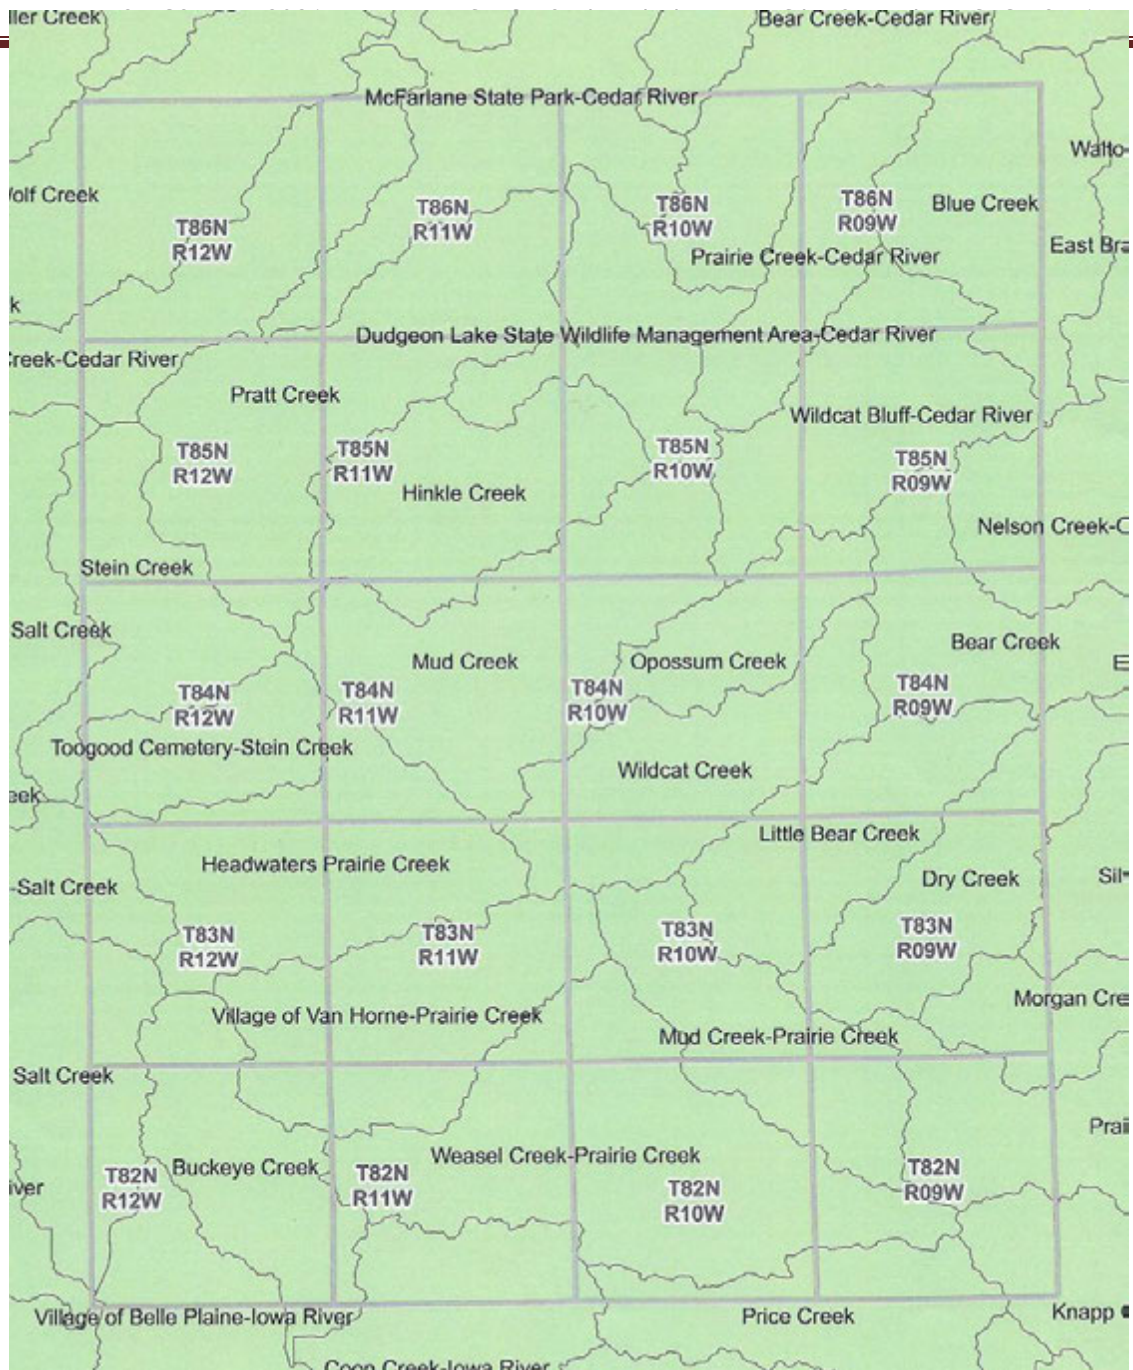 ller Creek
Bear Creek-Cedar River
McFarlane State Park-Cedar River
Walto-
olf Creek
T86N
R12W
T86N
R11W
T86N
R10W
T86N
R09W
Blue Creek
East Bra
Prairie Creek-Cedar River
k
Dudgeon Lake State Wildlife Management Area-Cedar River
Creek-Cedar River
Pratt Creek
Wildcat Bluff-Cedar River
T85N
R12W
T85N
R11W
T85N
R10W
T85N
R09W
Hinkle Creek
Nelson Creek-C
Stein Creek
Salt Creek
Mud Creek
Opossum Creek
Bear Creek
E
T84N
R12W
T84N
R11W
T84N
R10W
T84N
R09W
Toogood Cemetery-Stein Creek
Wildcat Creek
eek
Little Bear Creek
Headwaters Prairie Creek
Dry Creek
Sil
-Salt Creek
T83N
R12W
T83N
R11W
T83N
R10W
T83N
R09W
Morgan Cre
Village of Van Horne-Prairie Creek
Mud Creek-Prairie Creek
Salt Creek
Prai
Weasel Creek-Prairie Creek
Buckeye Creek
iver
T82N
R12W
T82N
R11W
T82N
R10W
T82N
R09W
Village of Belle Plaine-Iowa River
Price Creek
Knapp
Coon Creek-Iowa River